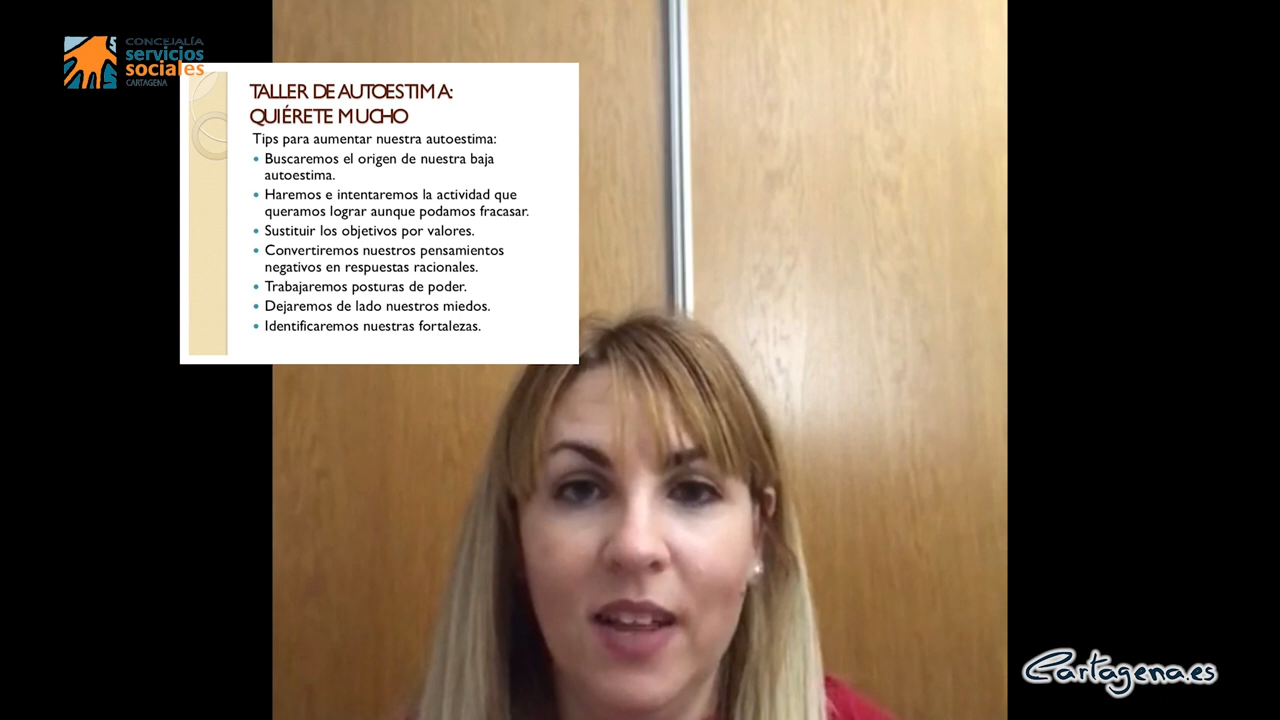 CONCEJALÍA
servicios
sociales
CARTAGENA
TALLER DE AUTOESTIMA:
QUIÉRETE MUCHO
Tips para aumentar nuestra autoestima:
• Buscaremos el origen de nuestra baja
autoestima.
• Haremos e intentaremos la actividad que
queramos lograr aunque podamos fracasar.
• Sustituir los objetivos por valores.
• Convertiremos nuestros pensamientos
negativos en respuestas racionales.
• Trabajaremos posturas de poder.
• Dejaremos de lado nuestros miedos.
• Identificaremos nuestras fortalezas.
Cartagena.es